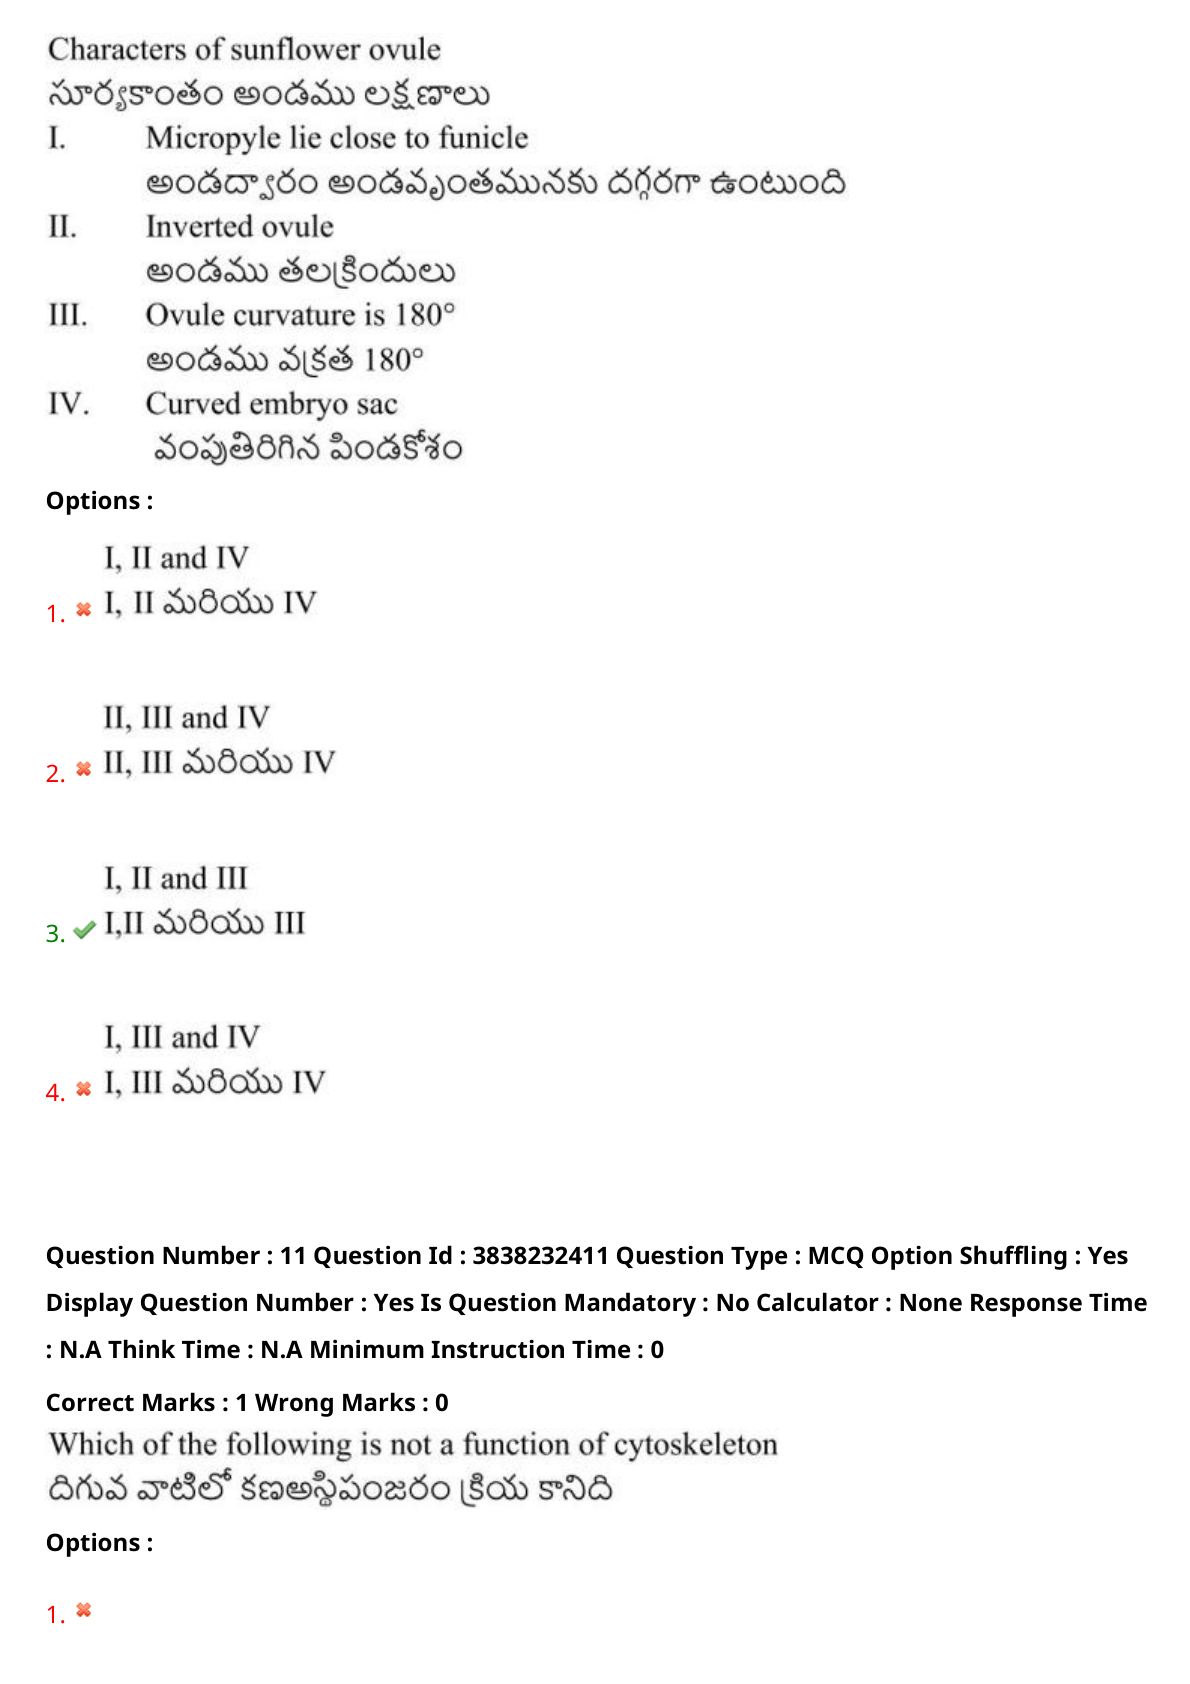 Characters of sunflower ovule
సూర్యకాంతం అండము లక్షణాలు
I. Micropyle lie close to funicle
అండద్వారం అండవృంతమునకు దగ్గరగా ఉంటుంది
II. Inverted ovule
అండము తలక్రిందులు
III. Ovule curvature is 180°
అండము వక్రత 180°
IV. Curved embryo sac
వంపుతిరిగిన పిండకోశం
Options :
I, II and IV
1. I, II మరియు IV
II, III and IV
2. II, III మరియు IV
I, II and III
3. I,II మరియు III
I, III and IV
4. I, III మరియు IV
Question Number : 11 Question Id : 3838232411 Question Type : MCQ Option Shuffling : Yes
Display Question Number : Yes Is Question Mandatory : No Calculator : None Response Time
: N.A Think Time : N.A Minimum Instruction Time : 0
Correct Marks : 1 Wrong Marks : 0
Which of the following is not a function of cytoskeleton
దిగువ వాటిలో కణఅస్థిపంజరం క్రియ కానిది
Options :
1.